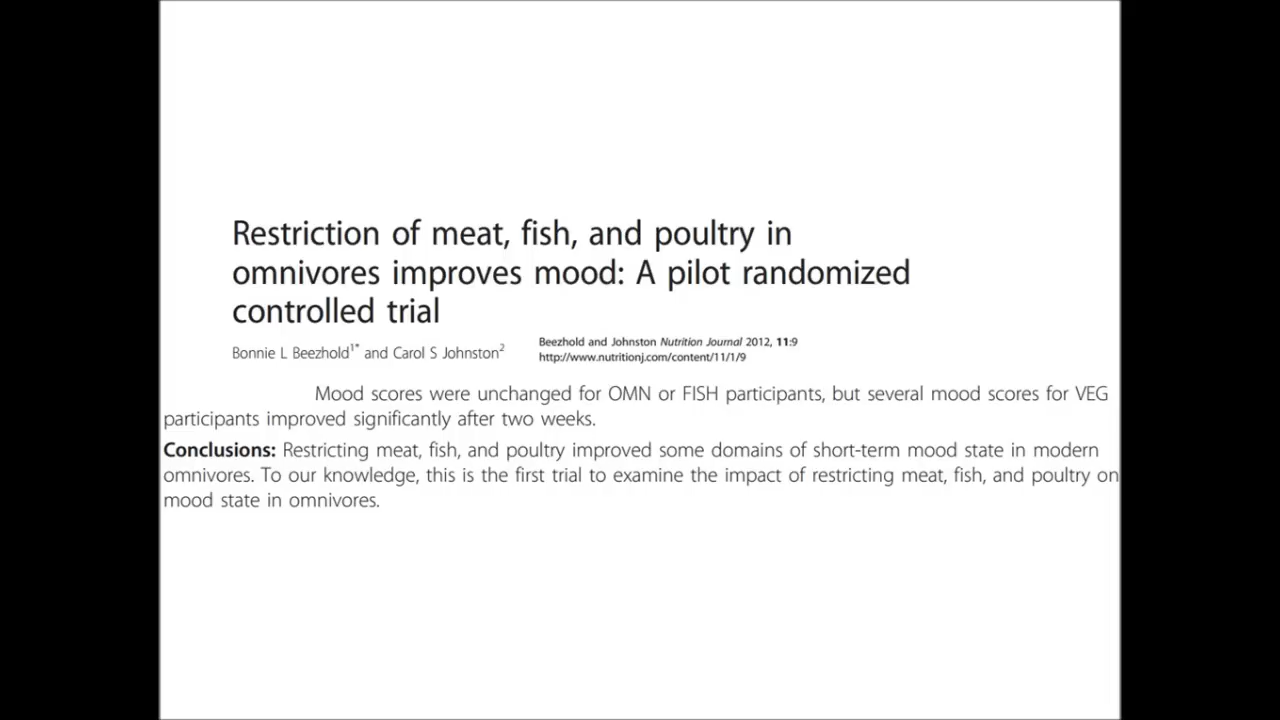 Restriction of meat, fish, and poultry in
omnivores improves mood: A pilot randomized
controlled trial
Bonnie L Beezhold1* and Carol S Johnston2
Beezhold and Johnston Nutrition Journal 2012, 11:9
http://www.nutritionj.com/content/11/1/9
Mood scores were unchanged for OMN or FISH participants, but several mood scores for VEG
participants improved significantly after two weeks.
Conclusions: Restricting meat, fish, and poultry improved some domains of short-term mood state in modern
omnivores. To our knowledge, this is the first trial to examine the impact of restricting meat, fish, and poultry on
mood state in omnivores.